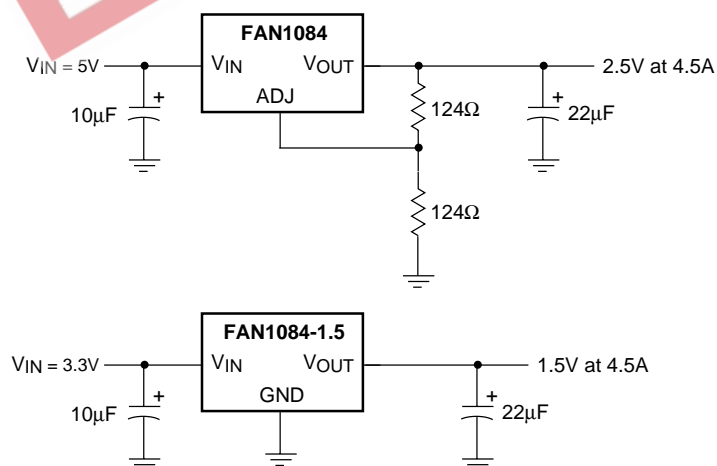 FAN1084
VIN = 5V
VIN
VOUT
2.5V at 4.5A
ADJ
10μF
+
124Ω
+
22μF
124Ω
FAN1084-1.5
VIN = 3.3V
VIN
VOUT
1.5V at 4.5A
GND
10μF
+
+
22μF